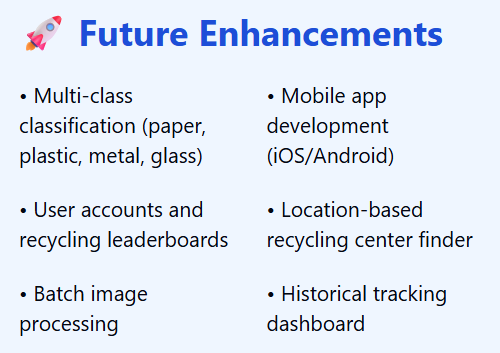 🚀 Future Enhancements
• Multi-class
classification (paper,
plastic, metal, glass)
• Mobile app
development
(iOS/Android)
• User accounts and
recycling leaderboards
• Location-based
recycling center finder
• Batch image
processing
• Historical tracking
dashboard